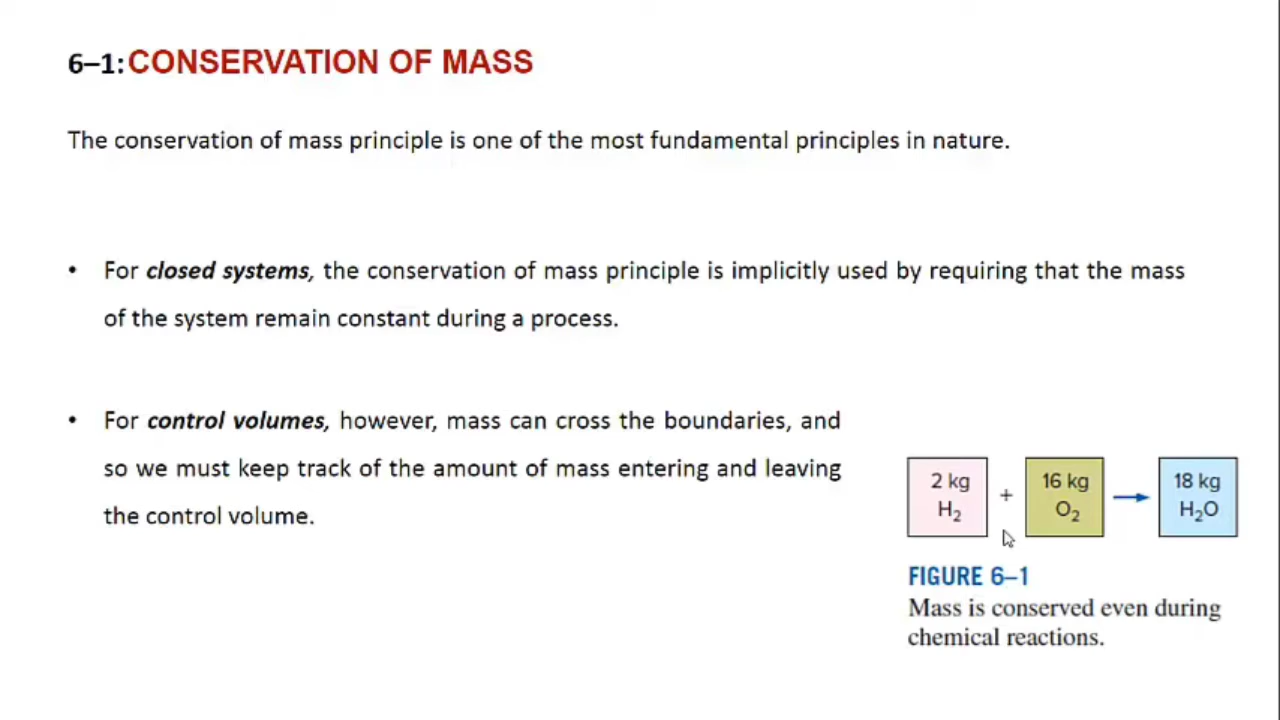 6–1: CONSERVATION OF MASS
The conservation of mass principle is one of the most fundamental principles in nature.
• For closed systems, the conservation of mass principle is implicitly used by requiring that the mass
of the system remain constant during a process.
• For control volumes, however, mass can cross the boundaries, and
so we must keep track of the amount of mass entering and leaving
the control volume.
2 kg
H₂
+
16 kg
O₂
18 kg
H₂O
FIGURE 6–1
Mass is conserved even during
chemical reactions.